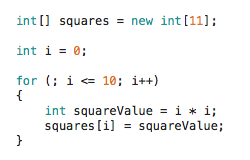 int[] squares = new int[11];
int i = 0;
for (; i <= 10; i++)
{
    int squareValue = i * i;
    squares[i] = squareValue;
}